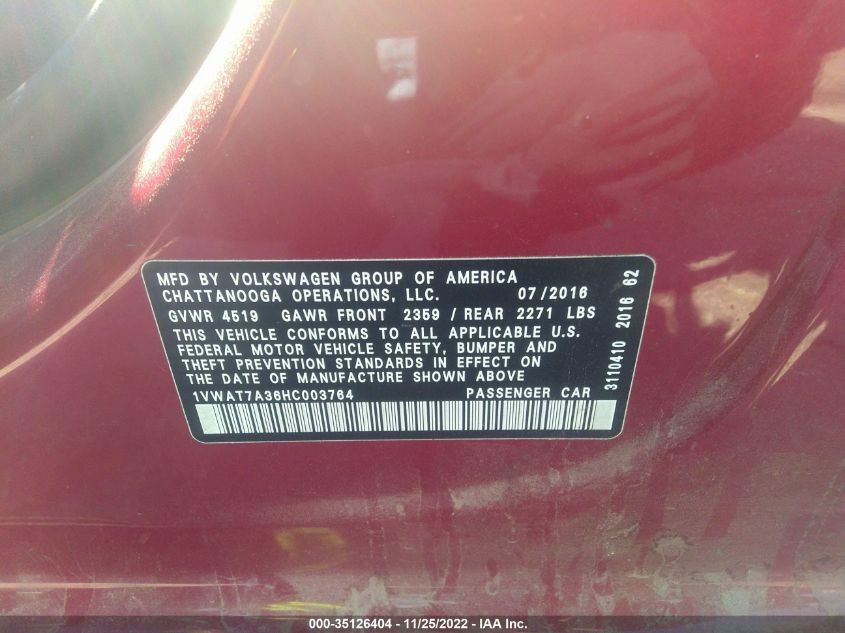 MFD BY VOLKSWAGEN GROUP OF AMERICA
CHATTANOOGA OPERATIONS, LLC. 07/2016
GVWR 4519 GAWR FRONT 2359 / REAR 2271 LBS
THIS VEHICLE CONFORMS TO ALL APPLICABLE U.S.
FEDERAL MOTOR VEHICLE SAFETY, BUMPER AND
THEFT PREVENTION STANDARDS IN EFFECT ON
THE DATE OF MANUFACTURE SHOWN ABOVE
1VWAT7A36HC003764 PASSENGER CAR
3110410 2016 62
000-35126404 - 11/25/2022 - IAA Inc.